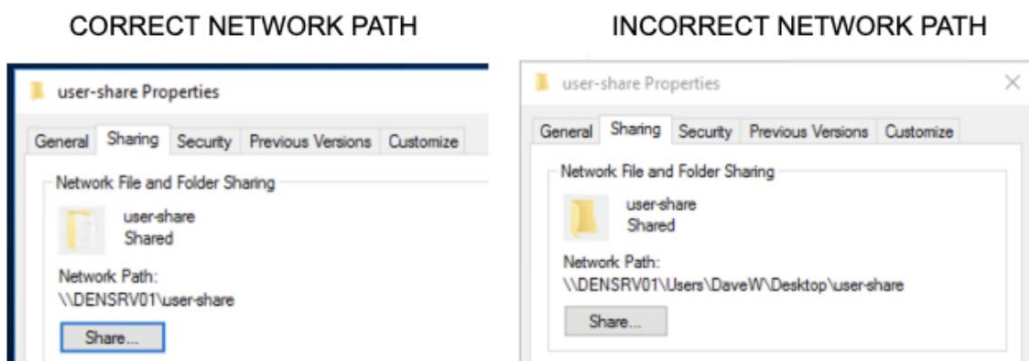 CORRECT NETWORK PATH
user-share Properties
General Sharing Security Previous Versions Customize
Network File and Folder Sharing
user-share
Shared
Network Path:
\\DENSRV01\user-share
Share...
INCORRECT NETWORK PATH
user-share Properties
General Sharing Security Previous Versions Customize
Network File and Folder Sharing
user-share
Shared
Network Path:
\\DENSRV01\Users\DaveW\Desktop\user-share
Share...